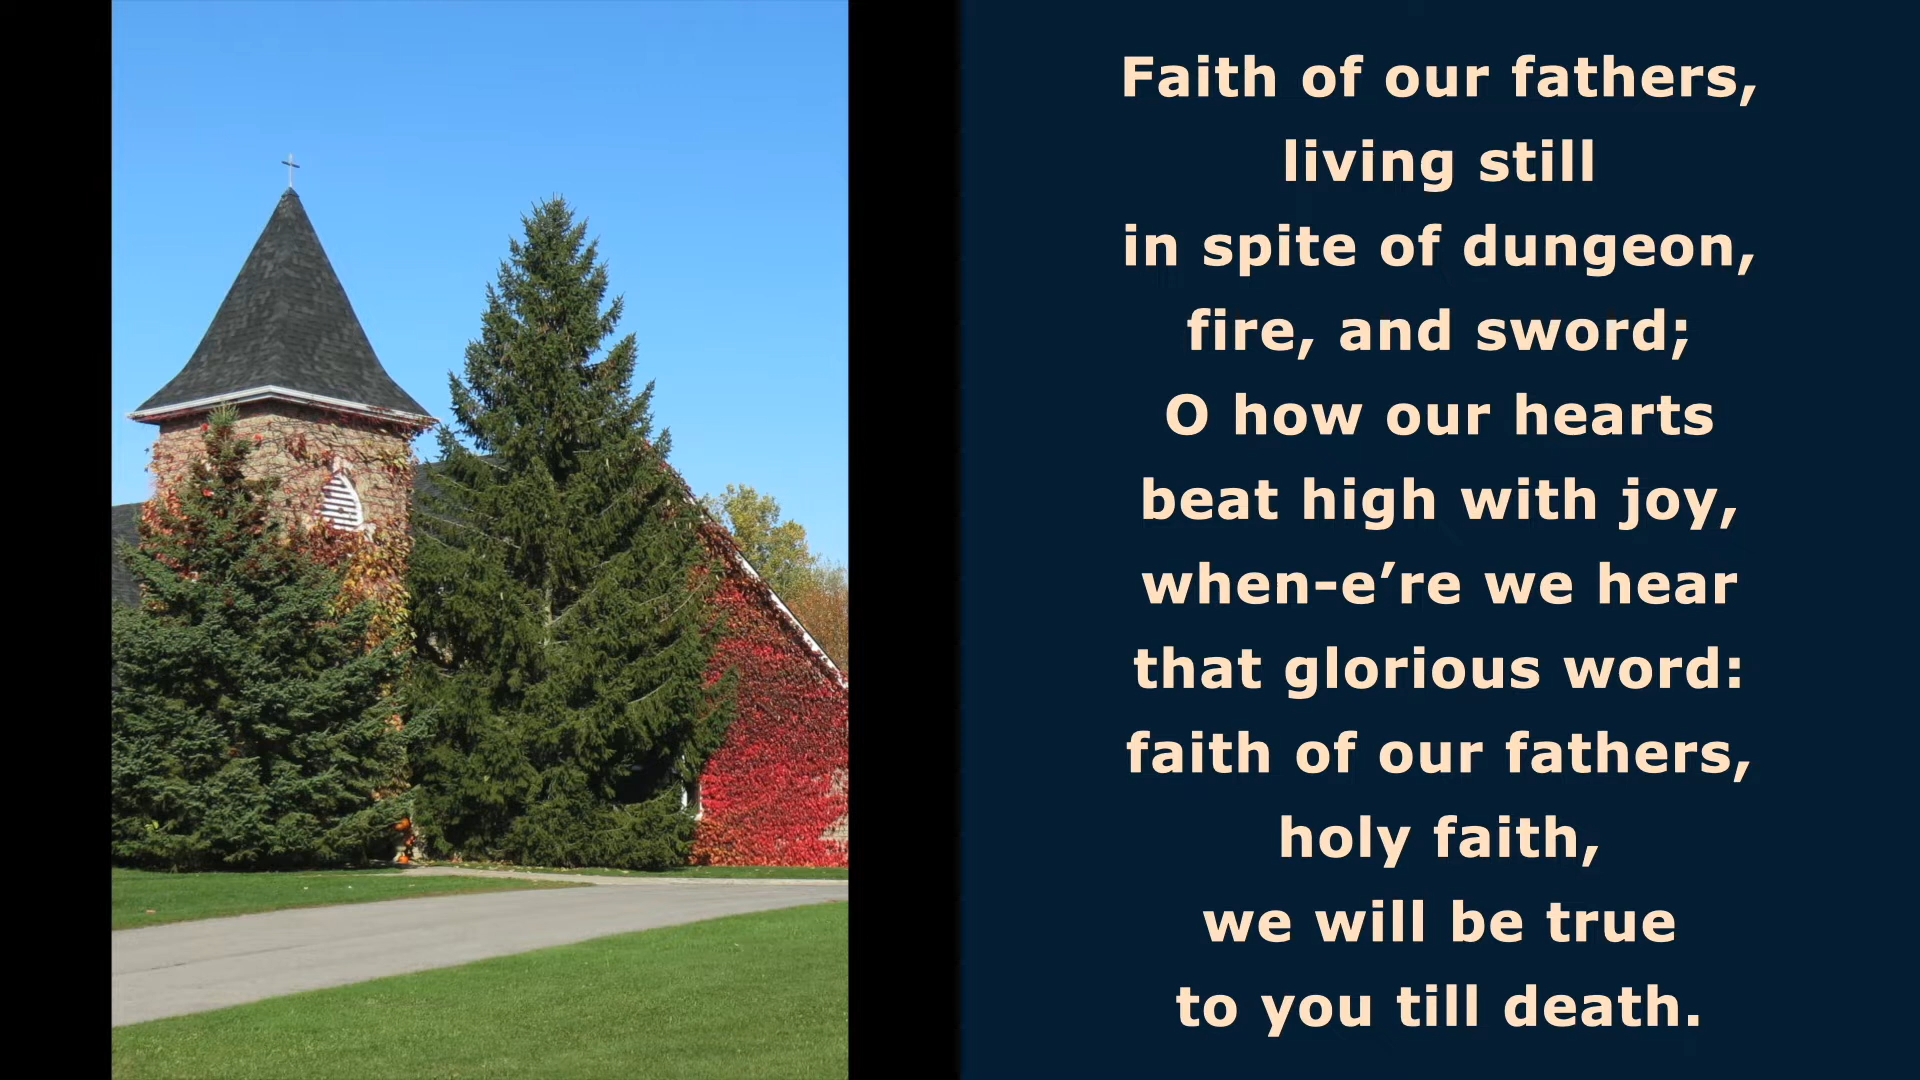 Faith of our fathers,
living still
in spite of dungeon,
fire, and sword;
O how our hearts
beat high with joy,
when-e’re we hear
that glorious word:
faith of our fathers,
holy faith,
we will be true
to you till death.